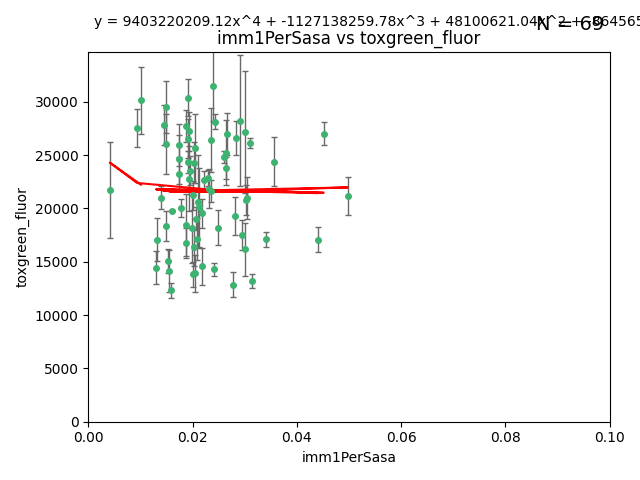 y = 9403220209.12x^4 + -1127138259.78x^3 + 48100621.04x^2 +
N = 69
imm1PerSasa vs toxgreen_fluor
30000
25000
20000
15000
10000
5000
0
toxgreen_fluor
0.00 0.02 0.04 0.06 0.08 0.10
imm1PerSasa